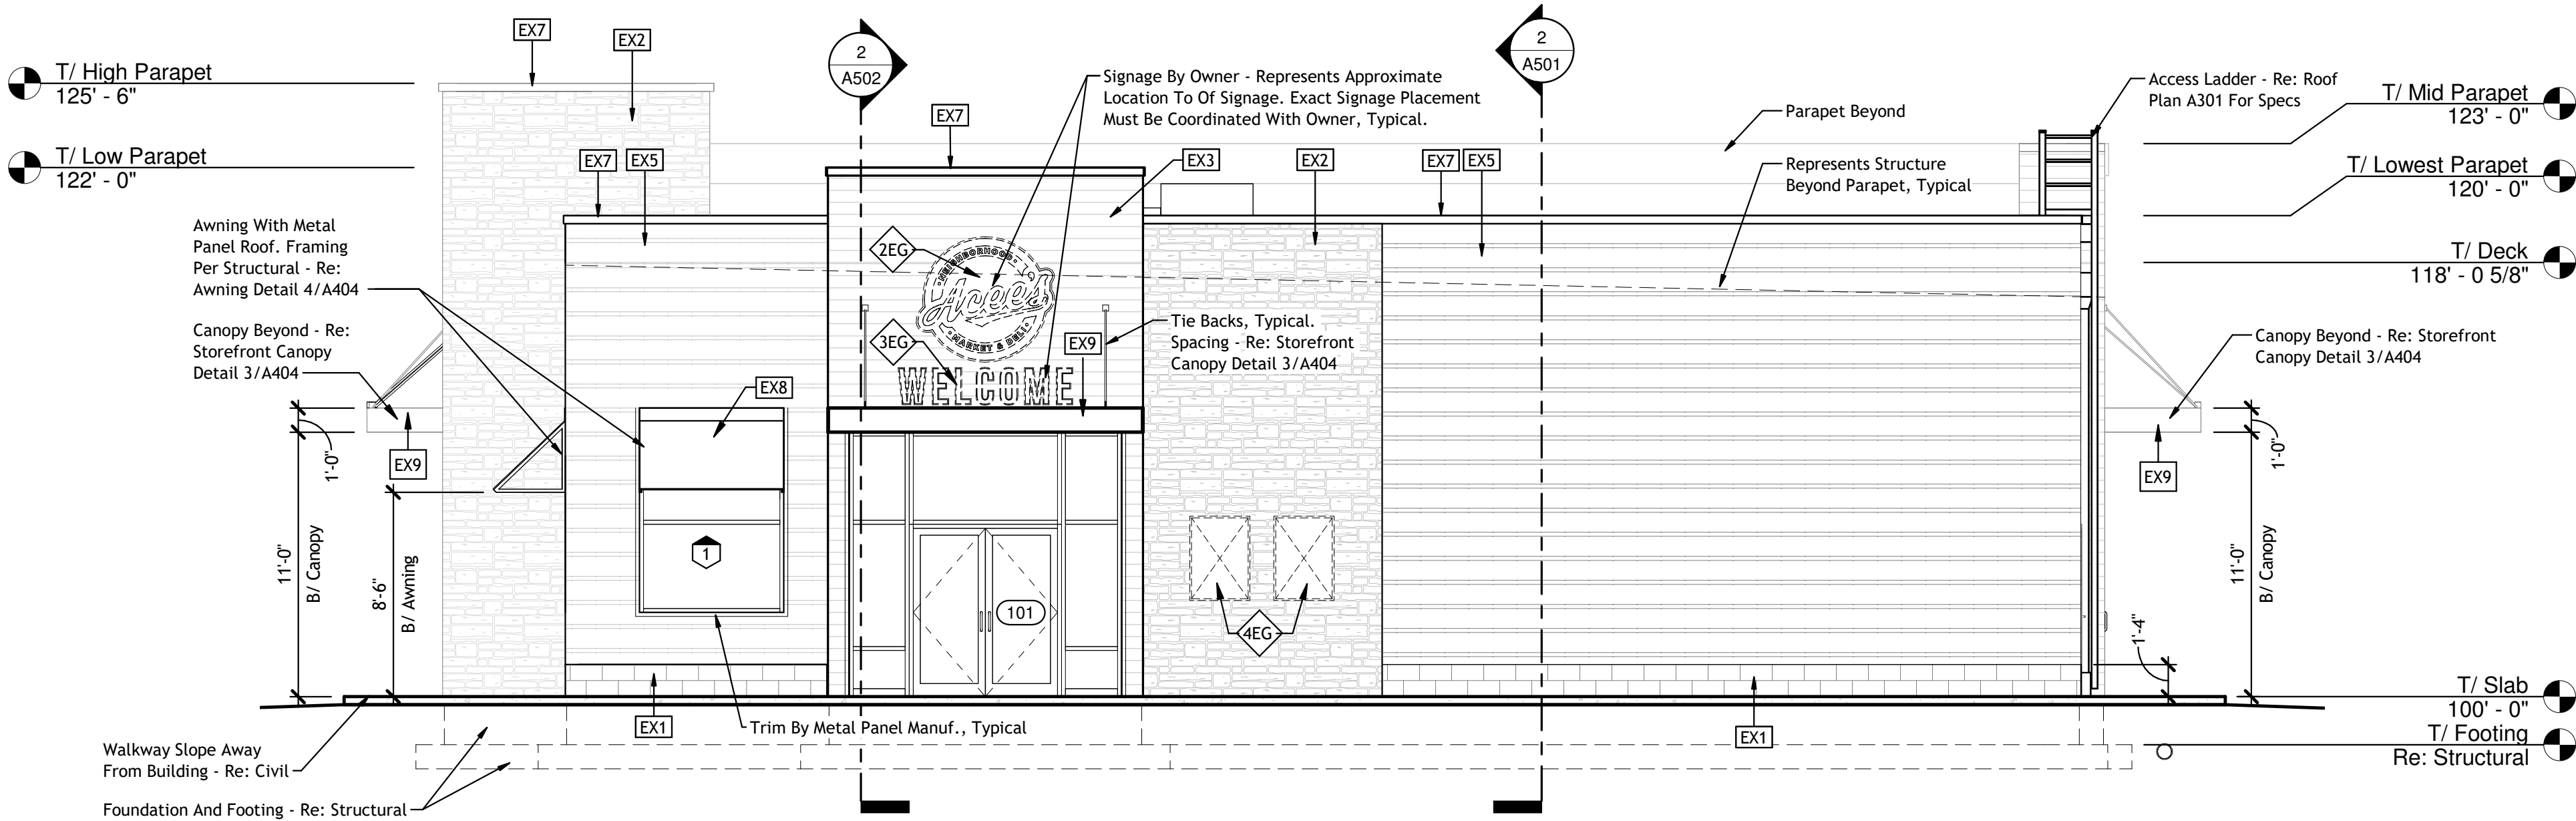 EX7
EX2
2
A502
2
A501
T/ High Parapet
125' - 6"
T/ Low Parapet
122' - 0"
EX7
EX5
EX7
Signage By Owner - Represents Approximate
Location To Of Signage. Exact Signage Placement
Must Be Coordinated With Owner, Typical.
EX3
EX2
EX7
EX5
Parapet Beyond
Represents Structure
Beyond Parapet, Typical
Access Ladder - Re: Roof
Plan A301 For Specs
T/ Mid Parapet
123' - 0"
T/ Lowest Parapet
120' - 0"
T/ Deck
118' - 0 5/8"
Awning With Metal
Panel Roof. Framing
Per Structural - Re:
Awning Detail 4/A404
Canopy Beyond - Re:
Storefront Canopy
Detail 3/A404
2EG
NEIGHBORHOOD
Acee's
MARKET & DELI
3EG
WELCOME
EX9
Tie Backs, Typical.
Spacing - Re: Storefront
Canopy Detail 3/A404
Canopy Beyond - Re: Storefront
Canopy Detail 3/A404
EX8
EX9
1'-0"
11'-0"
B/ Canopy
8'-6"
B/ Awning
1
101
4EG
EX9
1'-0"
11'-0"
B/ Canopy
1'-4"
T/ Slab
100' - 0"
T/ Footing
Re: Structural
EX1
Trim By Metal Panel Manuf., Typical
EX1
Walkway Slope Away
From Building - Re: Civil
Foundation And Footing - Re: Structural